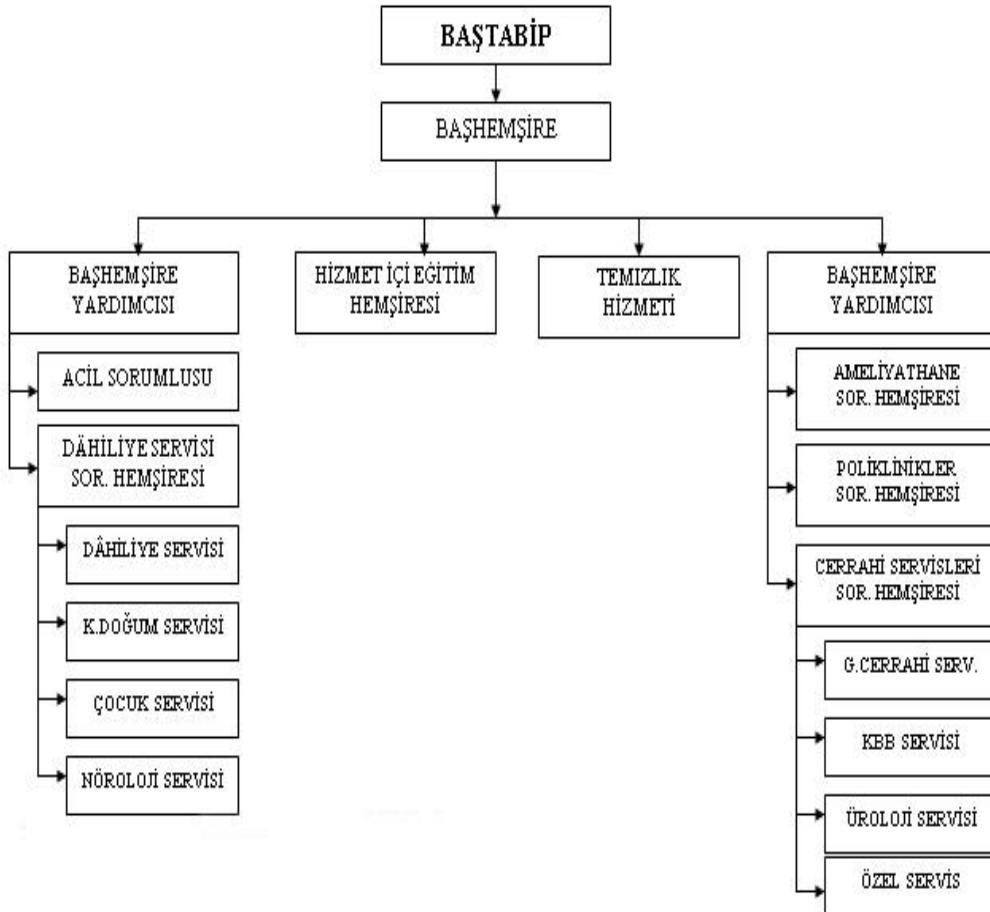 BAŞTABİP
BAŞHEMŞİRE
BAŞHEMŞİRE
YARDIMCISI
HİZMET İÇİ EĞİTİM
HEMŞİRESİ
TEMIZLIK
HİZMETİ
BAŞHEMŞİRE
YARDIMCISI
ACİL SORUMLUSU
DÂHİLİYE SERVİSİ
SOR. HEMŞİRESİ
DÂHİLİYE SERVİSİ
K.DOĞUM SERVİSİ
ÇOCUK SERVİSİ
NÖROLOJİ SERVİSİ
AMELİYATHANE
SOR. HEMŞİRESİ
POLİKLİNİKLER
SOR. HEMŞİRESİ
CERRAHİ SERVİSLERİ
SOR. HEMŞİRESİ
G.CERRAHİ SERV.
KBB SERVİSİ
ÜROLOJİ SERVİSİ
ÖZEL SERVİS